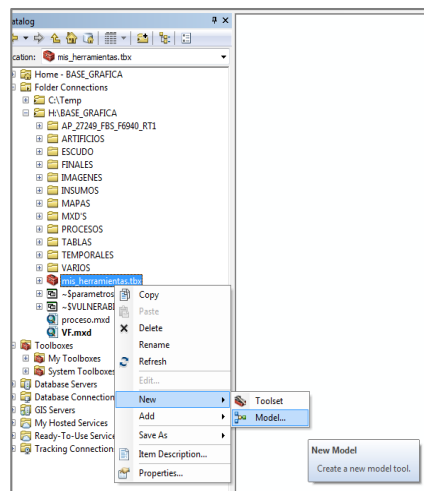 atalog
cation: mis_herramientas.tbx
Home - BASE_GRAFICA
Folder Connections
C:\Temp
H:\BASE_GRAFICA
AP_27249_FBS_F6940_RT1
ARTIFICIOS
ESCUDO
FINALES
IMAGENES
INSUMOS
MAPAS
MXD'S
PROCESOS
TABLAS
TEMPORALES
VARIOS
mis_herramientas.tbx
~$parametros
~$VULNERABI
proceso.mxd
VF.mxd
Toolboxes
My Toolboxes
System Toolboxes
Database Servers
Database Connection
GIS Servers
My Hosted Services
Ready-To-Use Service
Tracking Connection
Copy
Paste
Delete
Rename
Refresh
Edit...
New
Add
Save As
Item Description...
Properties...
Toolset
Model...
New Model
Create a new model tool.